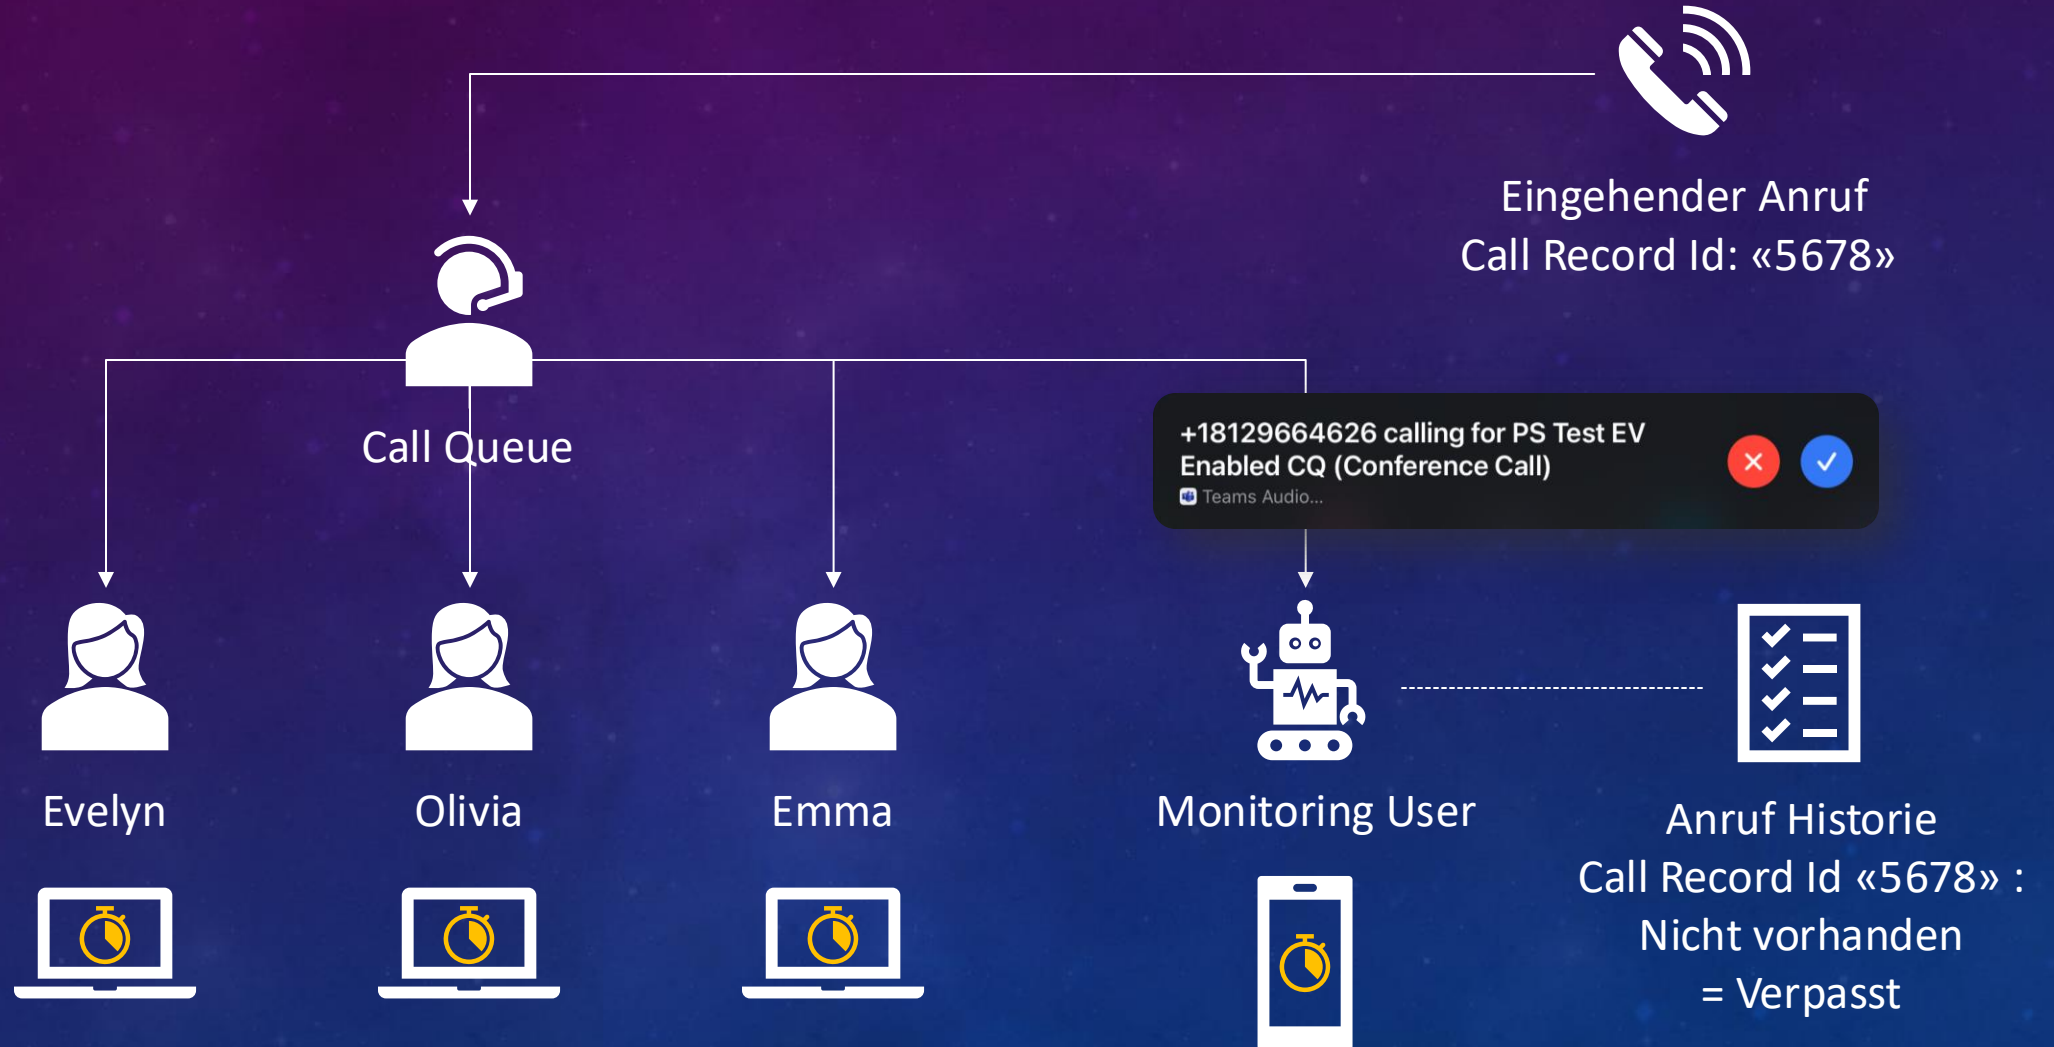 Eingehender Anruf
Call Record Id: «5678»
Call Queue
+18129664626 calling for PS Test EV
Enabled CQ (Conference Call)
Teams Audio...
Evelyn
Olivia
Emma
Monitoring User
Anruf Historie
Call Record Id «5678» :
Nicht vorhanden
= Verpasst